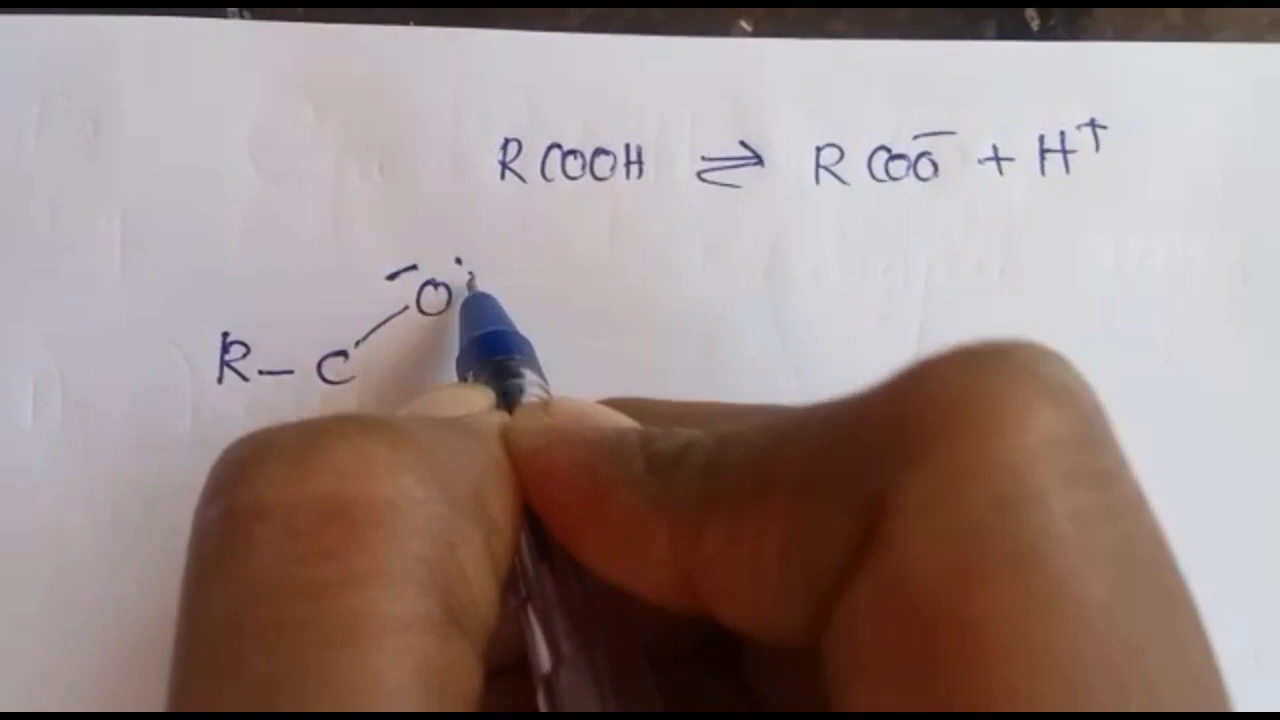 RCOOH ⇌ RCOO⁻ + H⁺
R-C-O⁻